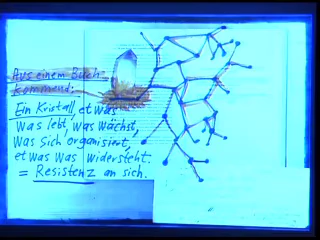 Aus einem Buch
kommend:
Ein Kristall, etwas
was lebt, was wächst,
was sich organisiert,
etwas was widersteht.
= Resistenz an sich.